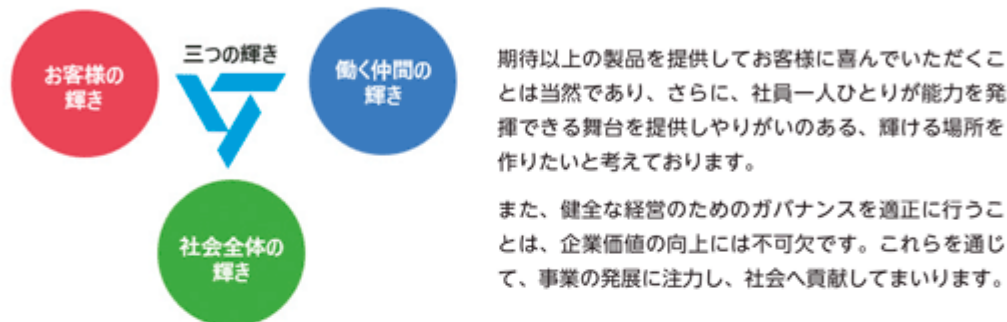 お客様の
輝き
三つの輝き
働く仲間の
輝き
社会全体の
輝き
期待以上の製品を提供してお客様に喜んでいただくこ
とは当然であり、さらに、社員一人ひとりが能力を発
揮できる舞台を提供しやりがいのある、輝ける場所を
作りたいと考えております。
また、健全な経営のためのガバナンスを適正に行うこ
とは、企業価値の向上には不可欠です。これらを通じ
て、事業の発展に注力し、社会へ貢献してまいります。